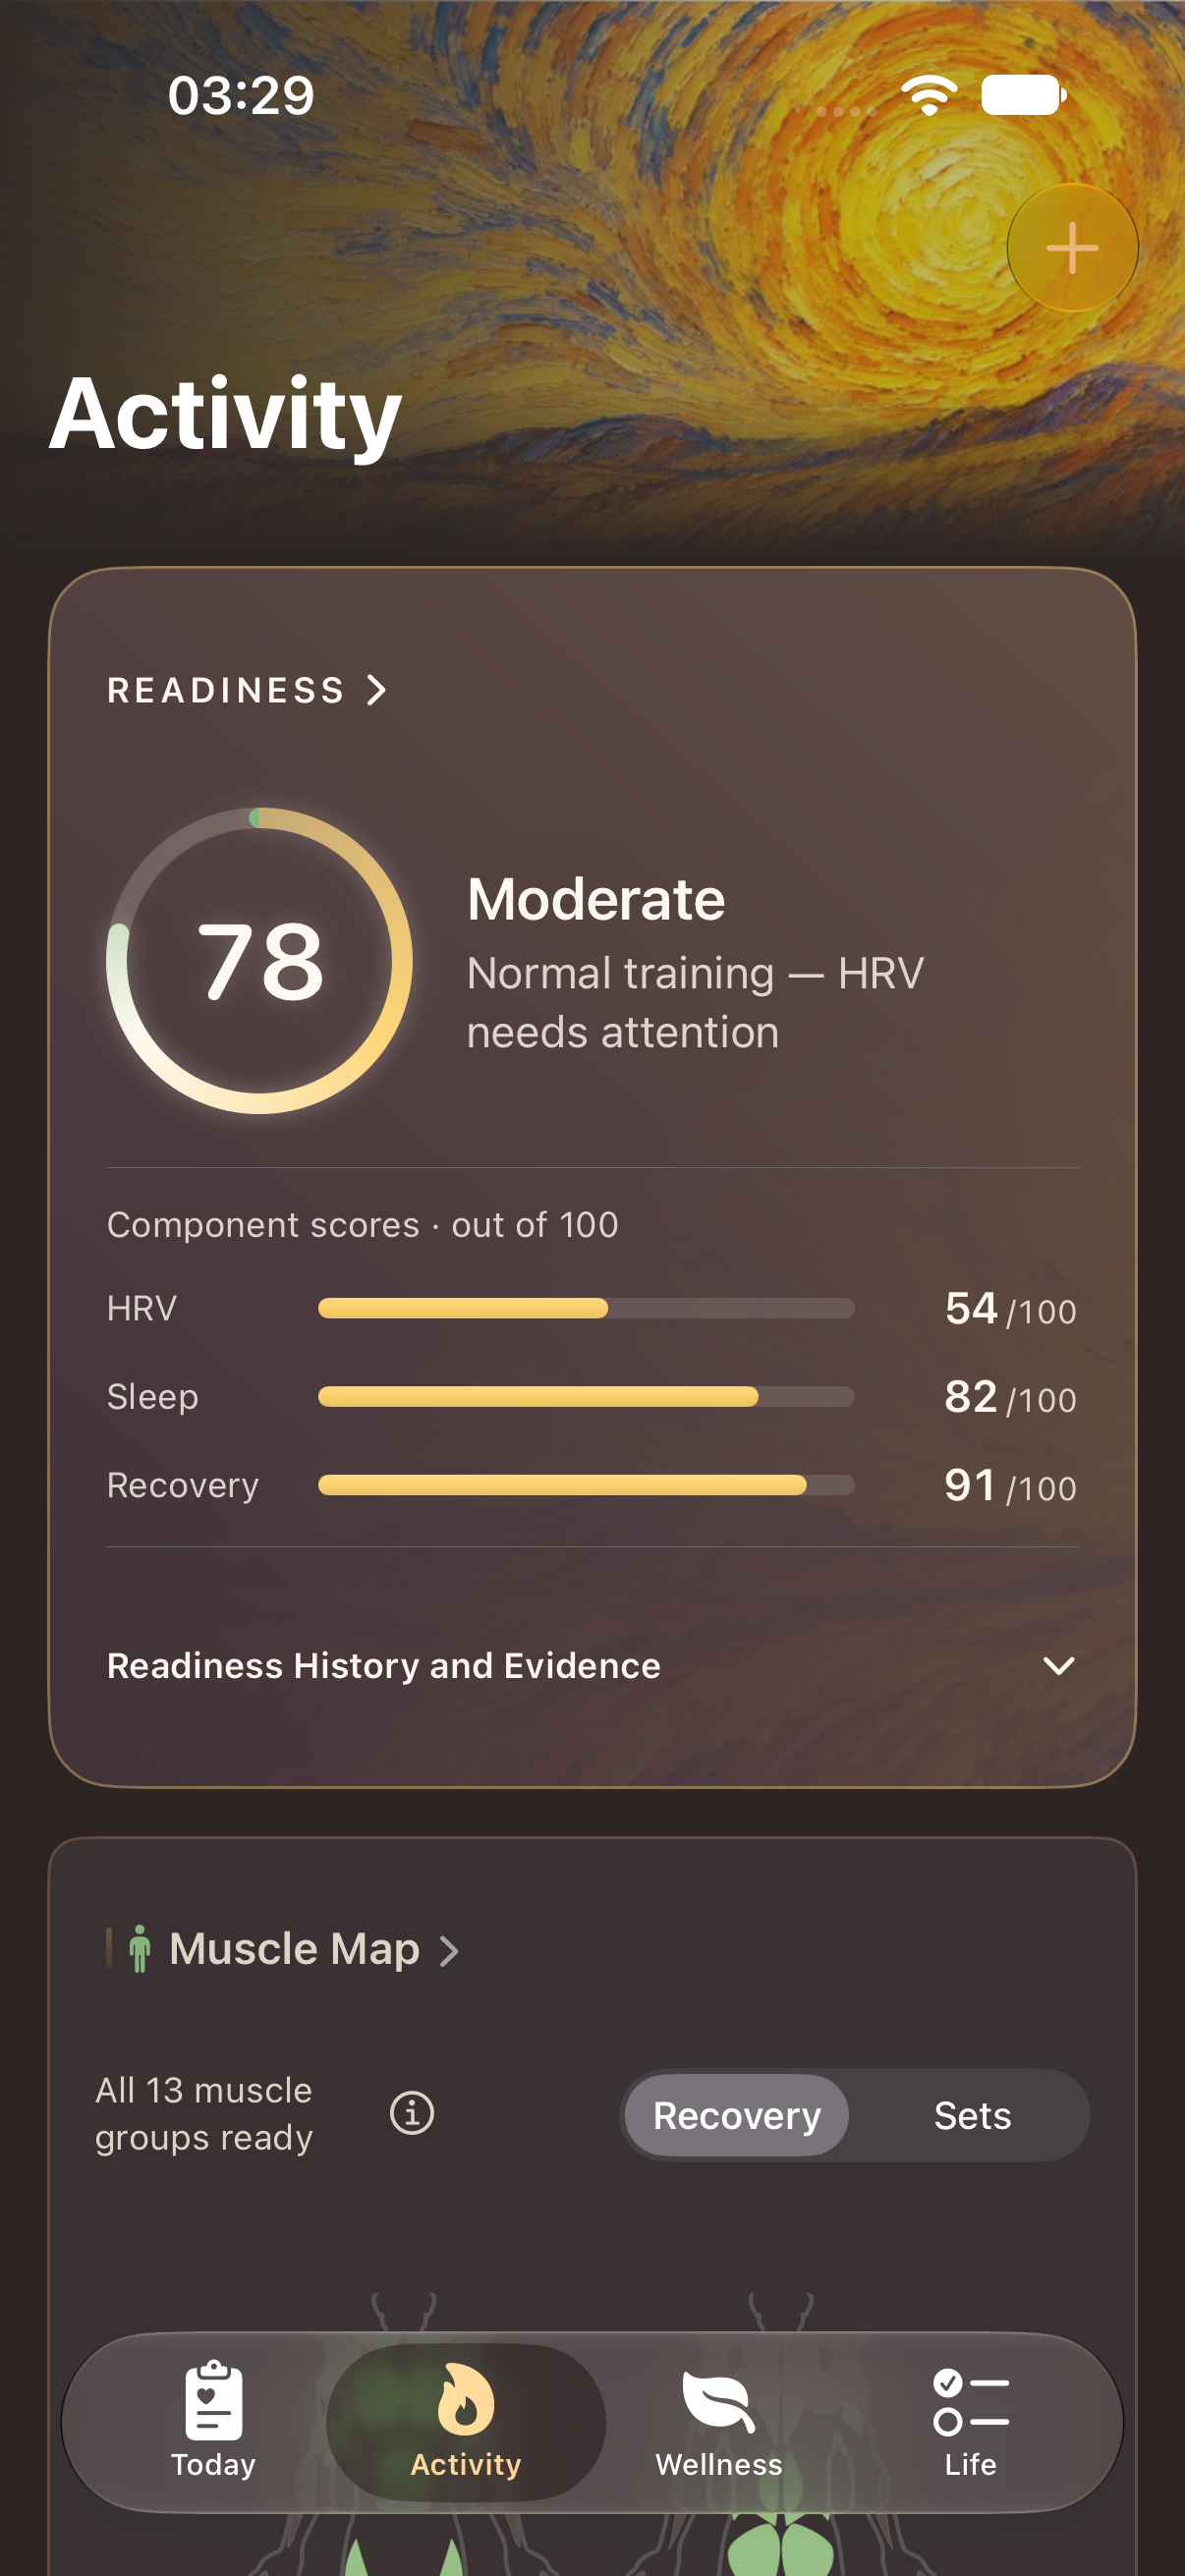 03:29
Activity
READINESS
78
Moderate
Normal training — HRV
needs attention
Component scores · out of 100
HRV 54 /100
Sleep 82 /100
Recovery 91 /100
Readiness History and Evidence
Muscle Map
All 13 muscle
groups ready
Recovery Sets
Today Activity Wellness Life